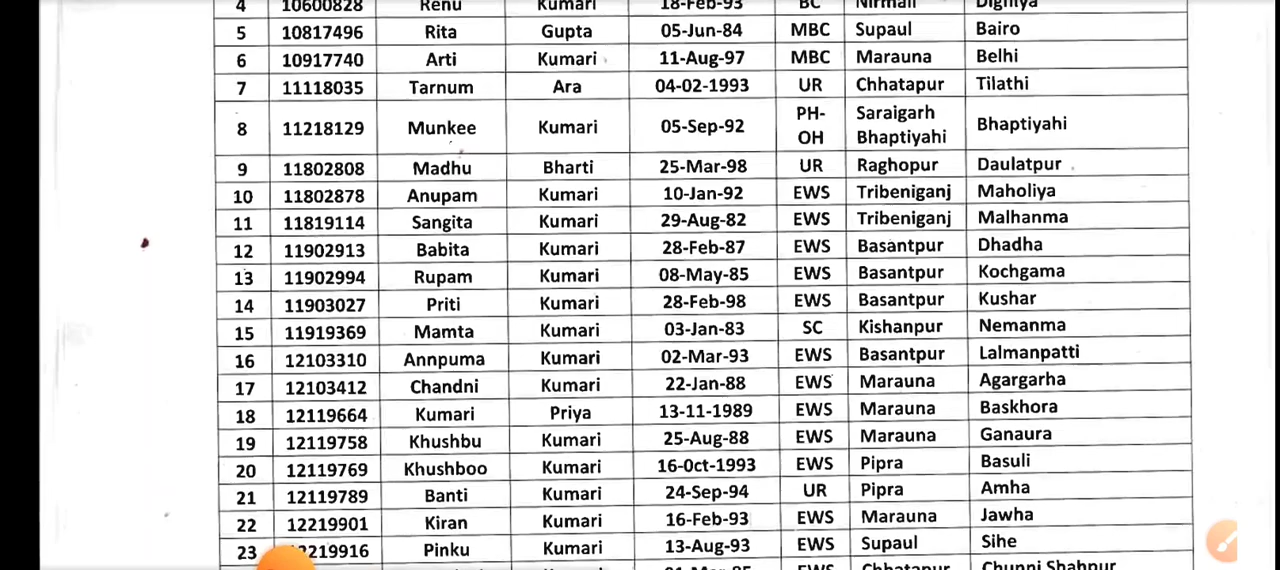 4 10600828 Renu Kumari 18-Feb-93 BC Nirmali Dighiya
5 10817496 Rita Gupta 05-Jun-84 MBC Supaul Bairo
6 10917740 Arti Kumari 11-Aug-97 MBC Marauna Belhi
7 11118035 Tarnum Ara 04-02-1993 UR Chhatapur Tilathi
8 11218129 Munkee Kumari 05-Sep-92 PH-OH Saraigarh Bhaptiyahi Bhaptiyahi
9 11802808 Madhu Bharti 25-Mar-98 UR Raghopur Daulatpur
10 11802878 Anupam Kumari 10-Jan-92 EWS Tribeniganj Maholiya
11 11819114 Sangita Kumari 29-Aug-82 EWS Tribeniganj Malhanma
12 11902913 Babita Kumari 28-Feb-87 EWS Basantpur Dhadha
13 11902994 Rupam Kumari 08-May-85 EWS Basantpur Kochgama
14 11903027 Priti Kumari 28-Feb-98 EWS Basantpur Kushar
15 11919369 Mamta Kumari 03-Jan-83 SC Kishanpur Nemanma
16 12103310 Annpuma Kumari 02-Mar-93 EWS Basantpur Lalmanpatti
17 12103412 Chandni Kumari 22-Jan-88 EWS Marauna Agargarha
18 12119664 Kumari Priya 13-11-1989 EWS Marauna Baskhora
19 12119758 Khushbu Kumari 25-Aug-88 EWS Marauna Ganaura
20 12119769 Khushboo Kumari 16-0ct-1993 EWS Pipra Basuli
21 12119789 Banti Kumari 24-Sep-94 UR Pipra Amha
22 12219901 Kiran Kumari 16-Feb-93 EWS Marauna Jawha
23 2219916 Pinku Kumari 13-Aug-93 EWS Supaul Sihe
EWS Chhatapur Chunni Shahpur